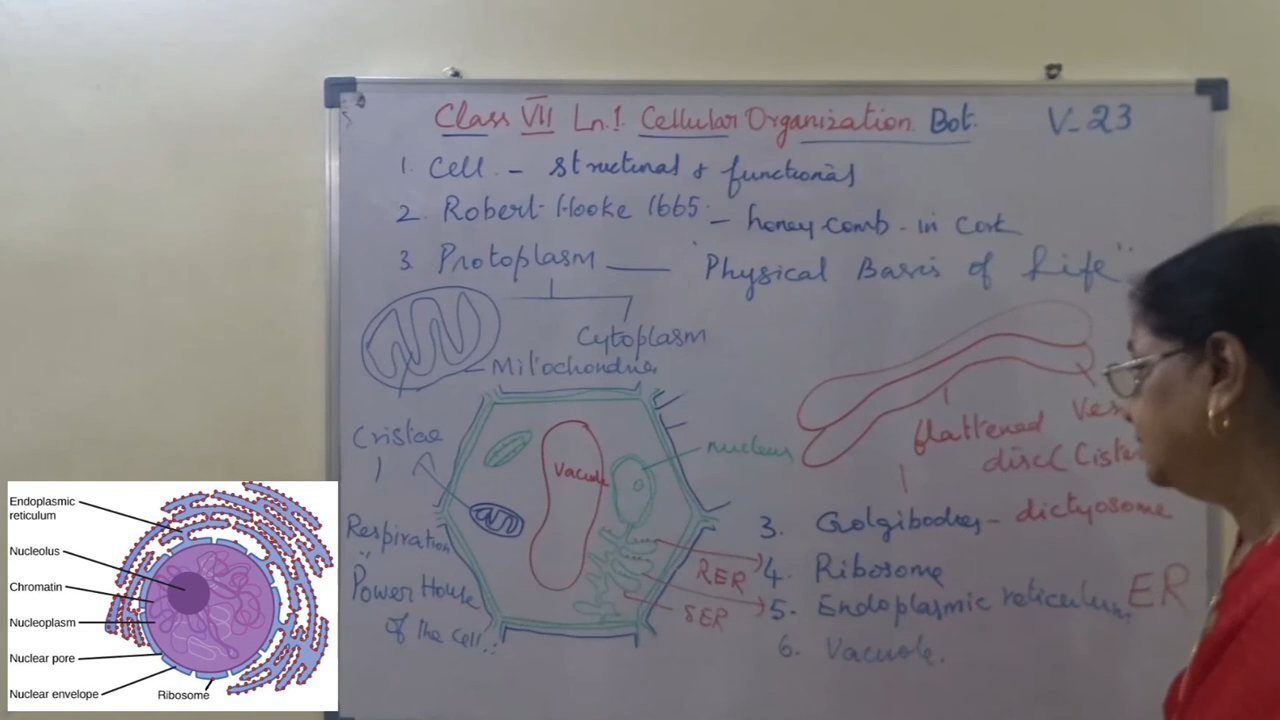 Class VII Ln.1. Cellular Organization Bot. V-23
1. Cell - structural & functional
2. Robert Hooke 1665 - honey comb - in Cork
3. Protoplasm — "Physical Basis of Life"
Cytoplasm
Mitochondria
Cristae
Respiration
"Power House
of the cell"
Vacuole
nucleus
RER
SER
flattened
disc (
3. Golgibodies - dictyosome
4. Ribosome
5. Endoplasmic reticulum ER
6. Vacuole.
Endoplasmic
reticulum
Nucleolus
Chromatin
Nucleoplasm
Nuclear pore
Nuclear envelope
Ribosome